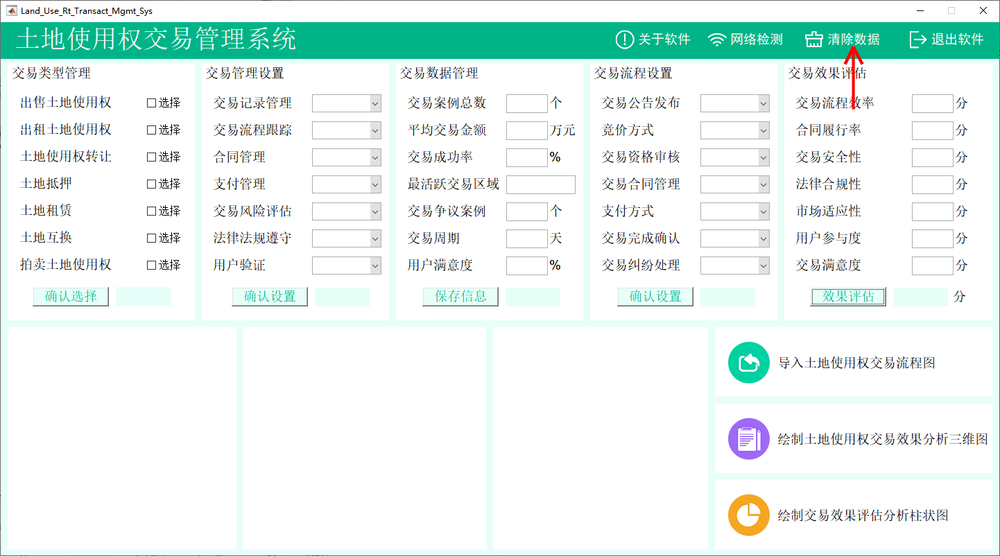 Land_Use_Rt_Transact_Mgmt_Sys
土地使用权交易管理系统
关于软件 网络检测 清除数据 退出软件
交易类型管理
出售土地使用权 选择
出租土地使用权 选择
土地使用权转让 选择
土地抵押 选择
土地租赁 选择
土地互换 选择
拍卖土地使用权 选择
确认选择
交易管理设置
交易记录管理
交易流程跟踪
合同管理
支付管理
交易风险评估
法律法规遵守
用户验证
确认设置
交易数据管理
交易案例总数 个
平均交易金额 万元
交易成功率 %
最活跃交易区域
交易争议案例 个
交易周期 天
用户满意度 %
保存信息
交易流程设置
交易公告发布
竞价方式
交易资格审核
交易合同管理
支付方式
交易完成确认
交易纠纷处理
确认设置
交易效果评估
交易流程效率 分
合同履行率 分
交易安全性 分
法律合规性 分
市场适应性 分
用户参与度 分
交易满意度 分
效果评估 分
导入土地使用权交易流程图
绘制土地使用权交易效果分析三维图
绘制交易效果评估分析柱状图